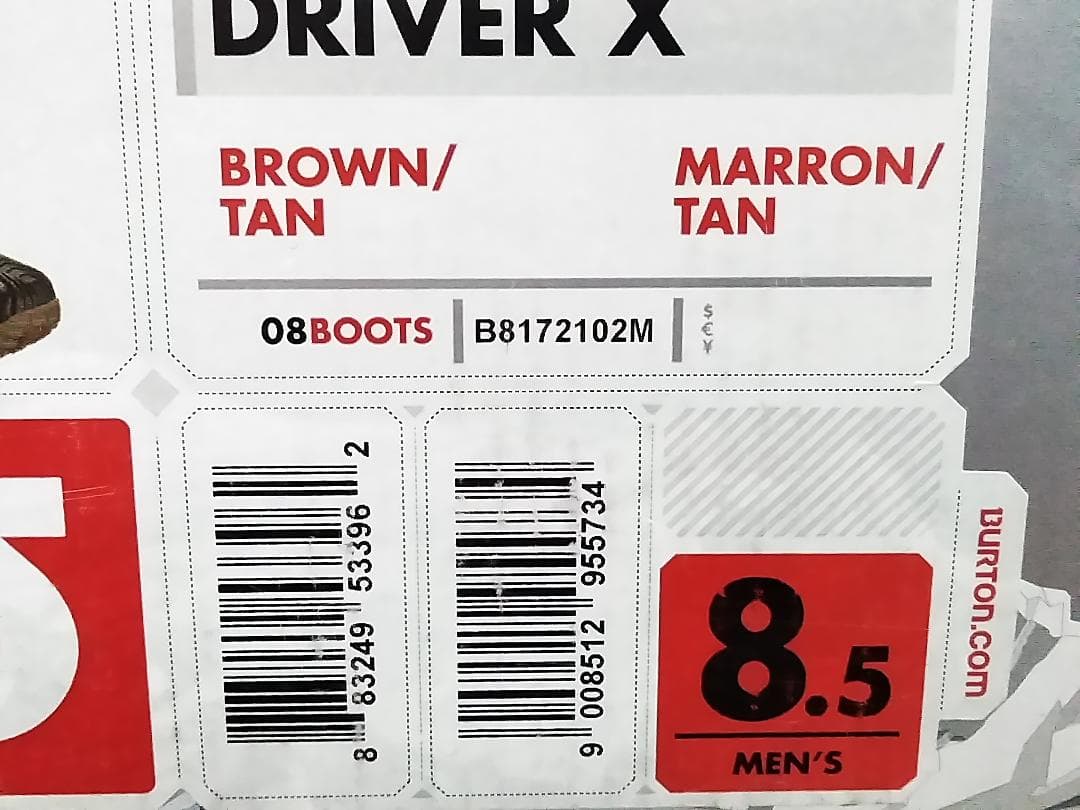 DRIVER X
BROWN/
TAN
MARRON/
TAN
08BOOTS
B8172102M
$
€
¥
8 83249 53396 2
9 008512 955734
8.5
MEN'S
BURTON.COM